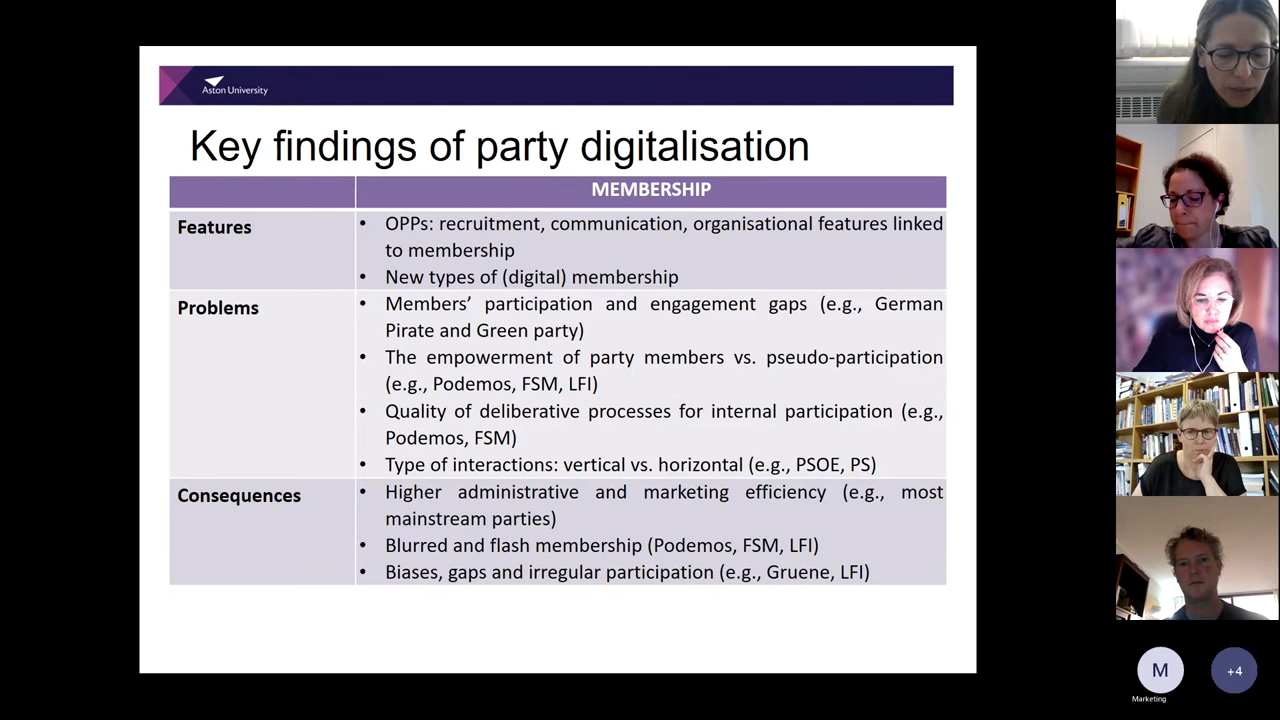 Aston University
Key findings of party digitalisation
MEMBERSHIP
Features
• OPPs: recruitment, communication, organisational features linked
to membership
• New types of (digital) membership
Problems
• Members’ participation and engagement gaps (e.g., German
Pirate and Green party)
• The empowerment of party members vs. pseudo-participation
(e.g., Podemos, FSM, LFI)
• Quality of deliberative processes for internal participation (e.g.,
Podemos, FSM)
• Type of interactions: vertical vs. horizontal (e.g., PSOE, PS)
Consequences
• Higher administrative and marketing efficiency (e.g., most
mainstream parties)
• Blurred and flash membership (Podemos, FSM, LFI)
• Biases, gaps and irregular participation (e.g., Gruene, LFI)
M
+4
Marketing